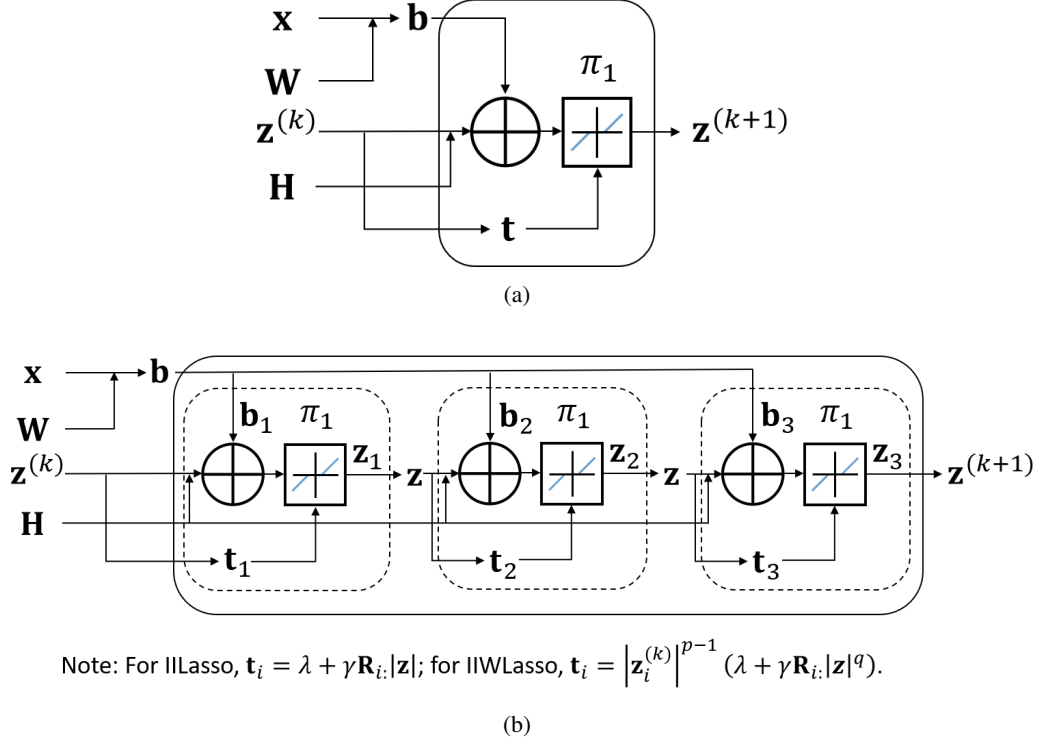 x
b
W
π₁
z⁽ᵏ⁾
z⁽ᵏ⁺¹⁾
H
t
(a)
x
b
W
b₁ π₁ b₂ π₁ b₃ π₁
z⁽ᵏ⁾ z₁ z z₂ z z₃ z⁽ᵏ⁺¹⁾
H
t₁ t₂ t₃
Note: For IILasso, tᵢ = λ + γRᵢ:|z|; for IIWLasso, tᵢ = |zᵢ⁽ᵏ⁾|ᵖ⁻¹ (λ + γRᵢ:|z|^q).
(b)